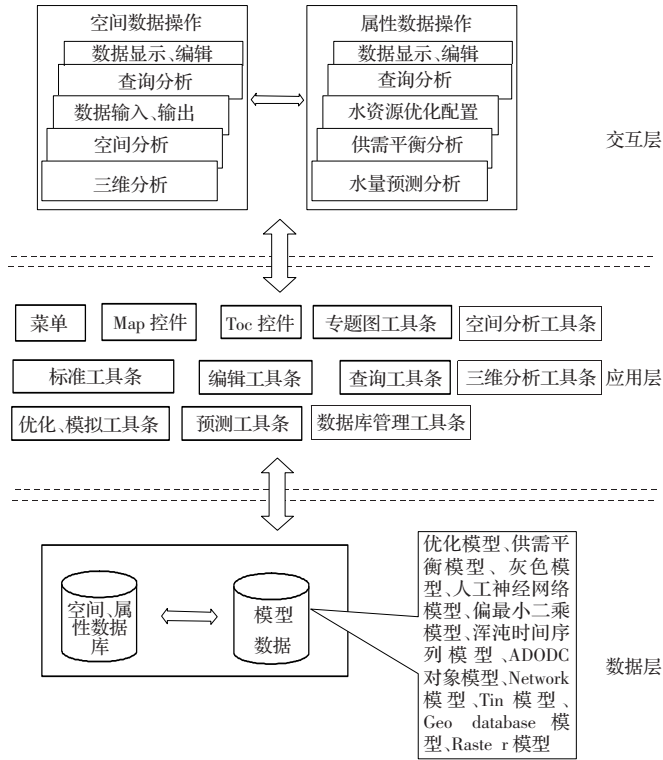 空间数据操作
数据显示、编辑
查询分析
数据输入、输出
空间分析
三维分析
属性数据操作
数据显示、编辑
查询分析
水资源优化配置
供需平衡分析
水量预测分析
交互层
菜单
Map 控件
Toc 控件
专题图工具条
空间分析工具条
标准工具条
编辑工具条
查询工具条
三维分析工具条
应用层
优化、模拟工具条
预测工具条
数据库管理工具条
空间、属
性数据
库
模型
数据
优化模型、供需平
衡模型、灰色模
型、人工神经网络
模型、偏最小二乘
模型、浑沌时间序
列模型、ADODC
对象模型、Network
模型、Tin 模型、
Geo database 模
型、Raste r 模型
数据层